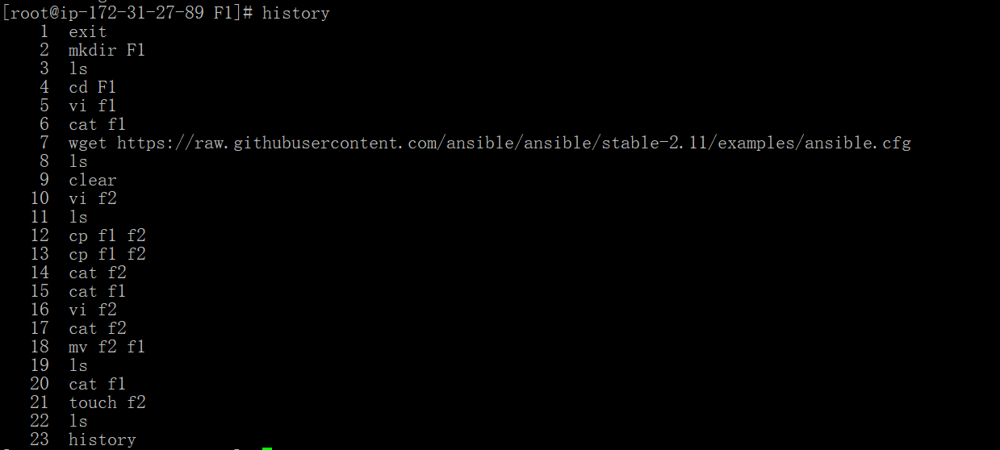 [root@ip-172-31-27-89 F1]# history
1 exit
2 mkdir F1
3 ls
4 cd F1
5 vi f1
6 cat f1
7 wget https://raw.githubusercontent.com/ansible/ansible/stable-2.11/examples/ansible.cfg
8 ls
9 clear
10 vi f2
11 ls
12 cp f1 f2
13 cp f1 f2
14 cat f2
15 cat f1
16 vi f2
17 cat f2
18 mv f2 f1
19 ls
20 cat f1
21 touch f2
22 ls
23 history